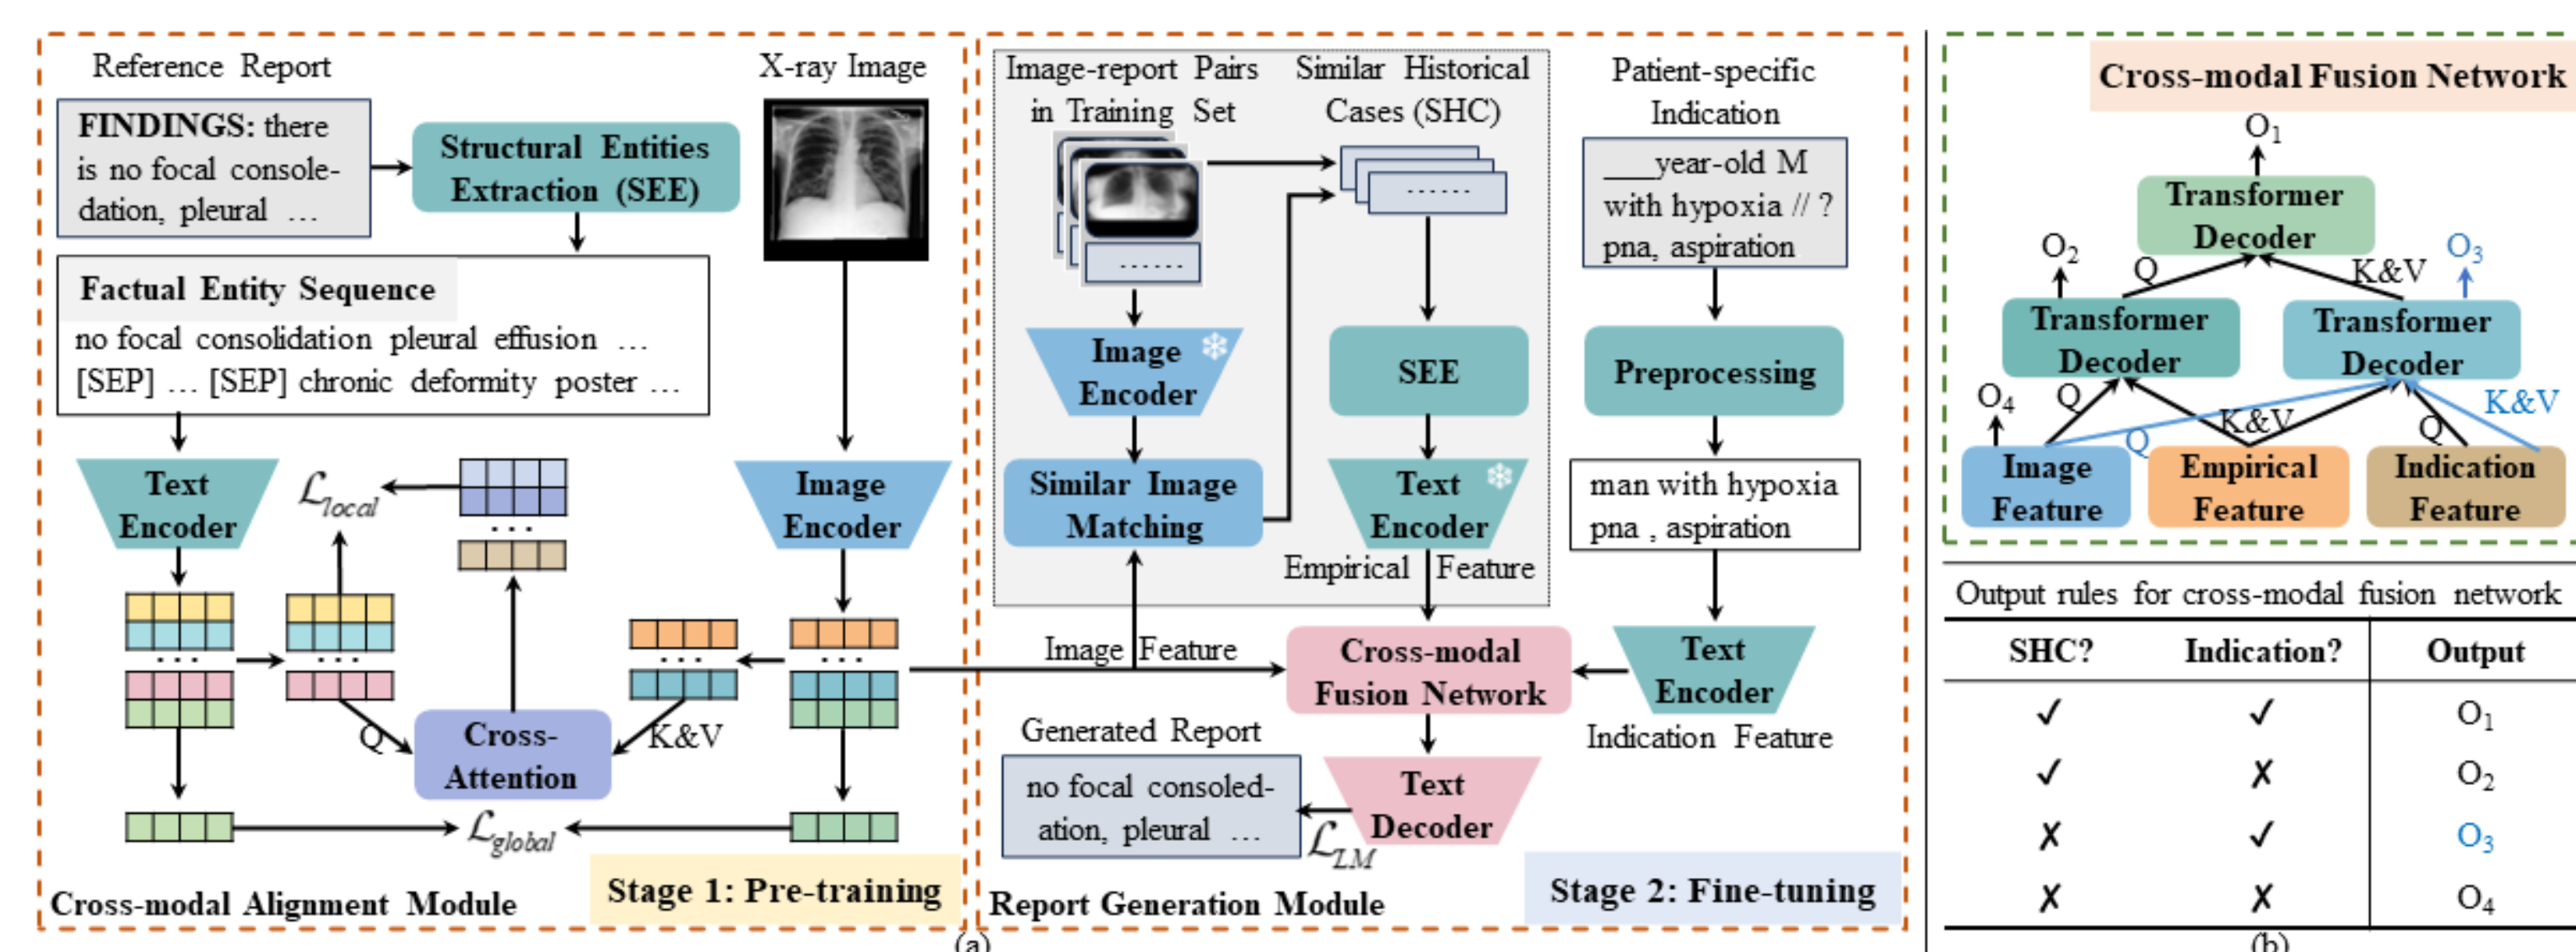 Reference Report
FINDINGS: there
is no focal console-
dation, pleural ...
Structural Entities
Extraction (SEE)
X-ray Image
Factual Entity Sequence
no focal consolidation pleural effusion ...
[SEP] ... [SEP] chronic deformity poster ...
Text
Encoder
ℒlocal
...
Image
Encoder
...
...
...
...
Q
K&V
Cross-
Attention
ℒglobal
Cross-modal Alignment Module
Stage 1: Pre-training
Image-report Pairs
in Training Set
Similar Historical
Cases (SHC)
......
......
Image
Encoder
Similar Image
Matching
SEE
Text
Encoder
Empirical Feature
Patient-specific
Indication
___year-old M
with hypoxia // ?
pna, aspiration
Preprocessing
man with hypoxia
pna , aspiration
Text
Encoder
Indication Feature
Image Feature
Cross-modal
Fusion Network
Generated Report
no focal consoled-
ation, pleural ...
Text
Decoder
ℒLM
Report Generation Module
Stage 2: Fine-tuning
(a)
Cross-modal Fusion Network
O1
Transformer
Decoder
O2
Q
K&V
O3
Transformer
Decoder
Transformer
Decoder
O4
Q
Q
K&V
Q
K&V
Image
Feature
Empirical
Feature
Indication
Feature
Output rules for cross-modal fusion network
SHC? Indication? Output
✓ ✓ O1
✓ ✗ O2
✗ ✓ O3
✗ ✗ O4
(b)